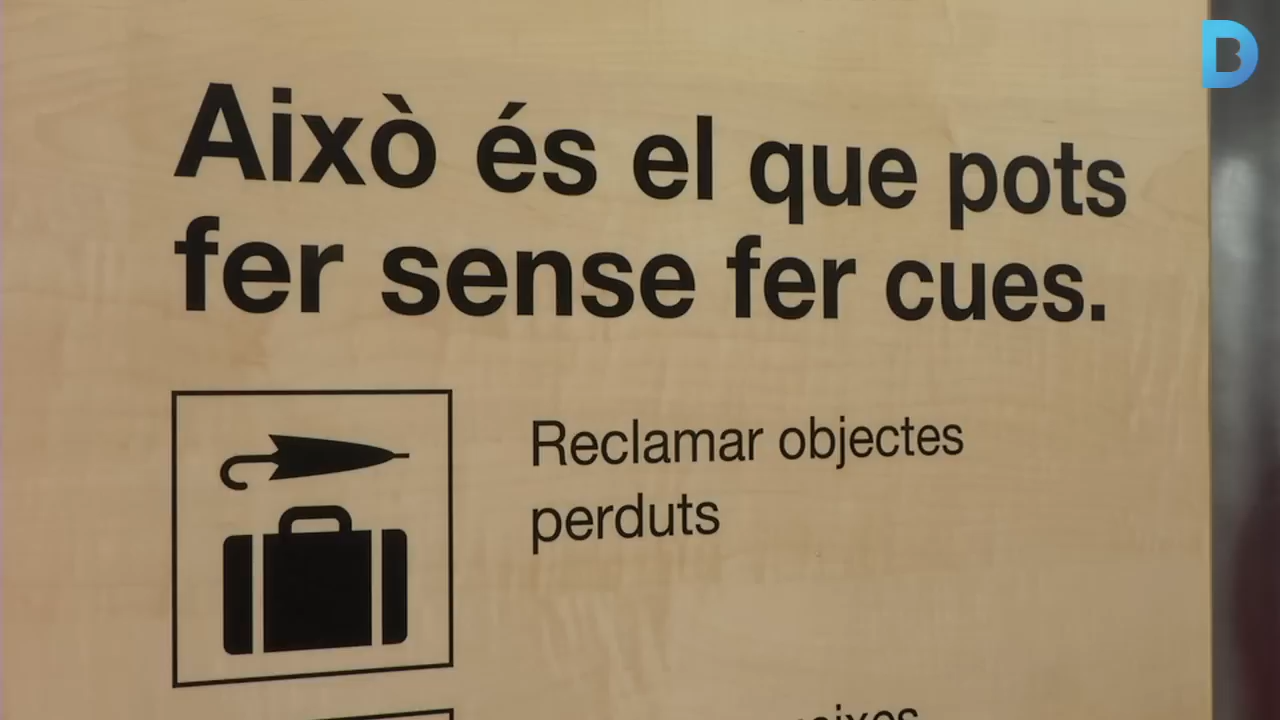 Això és el que pots
fer sense fer cues.
Reclamar objectes
perduts